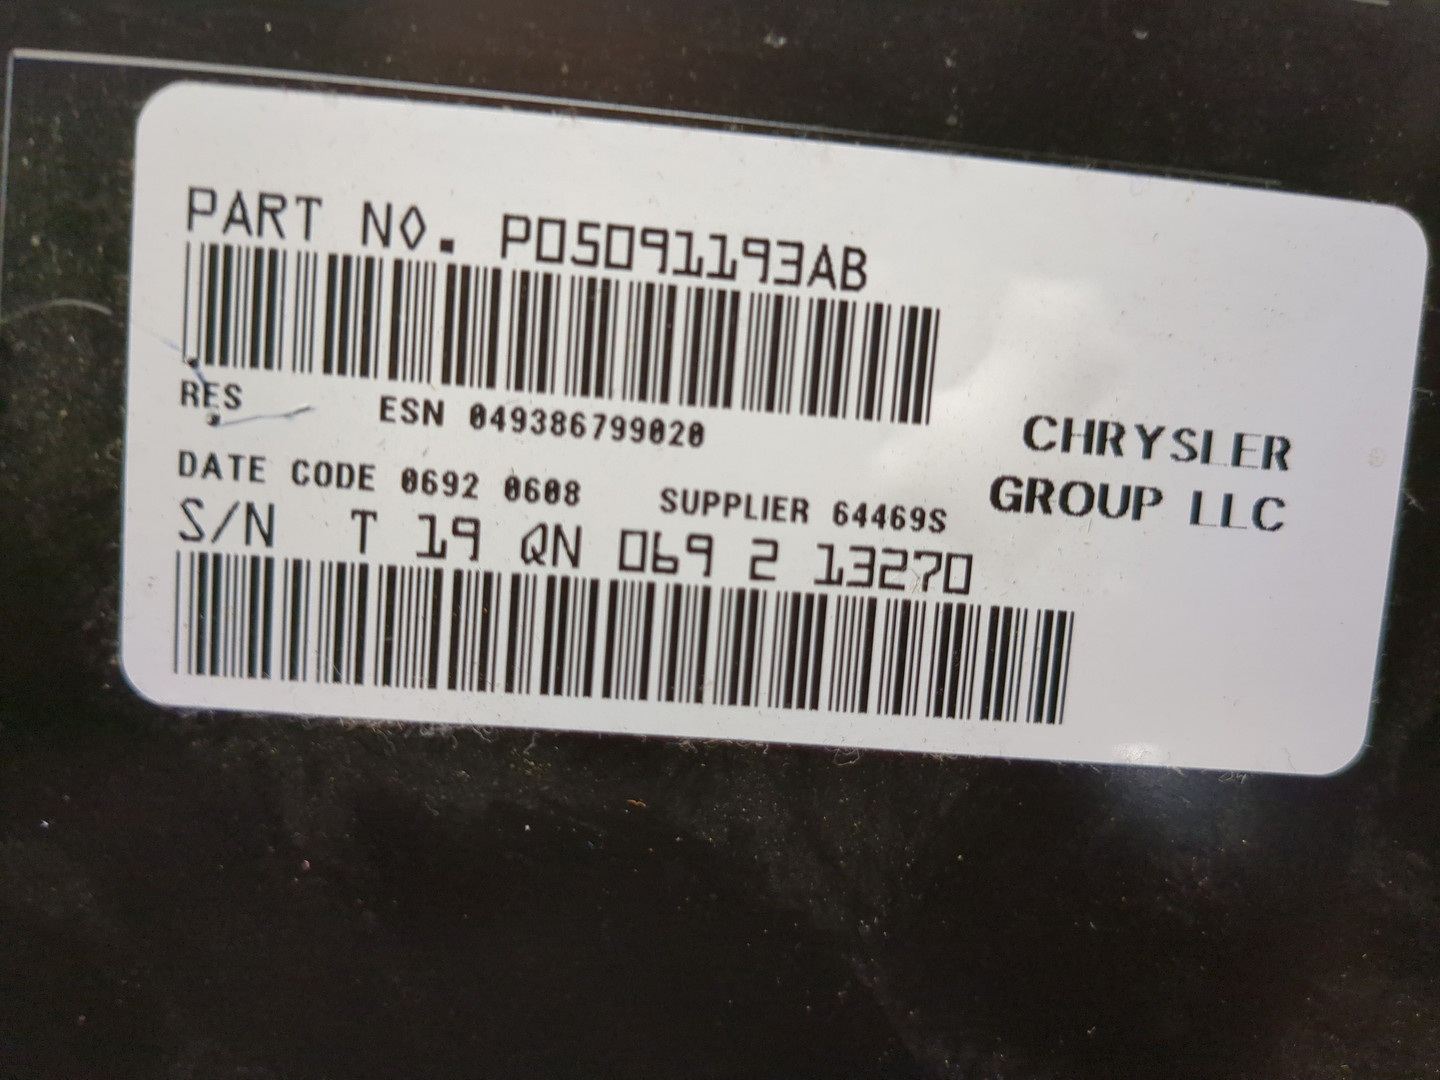 PART NO. P05091193AB
RES ESN 049386799020
DATE CODE 0692 0608 SUPPLIER 64469S
CHRYSLER
GROUP LLC
S/N T 19 QN 069 2 13270